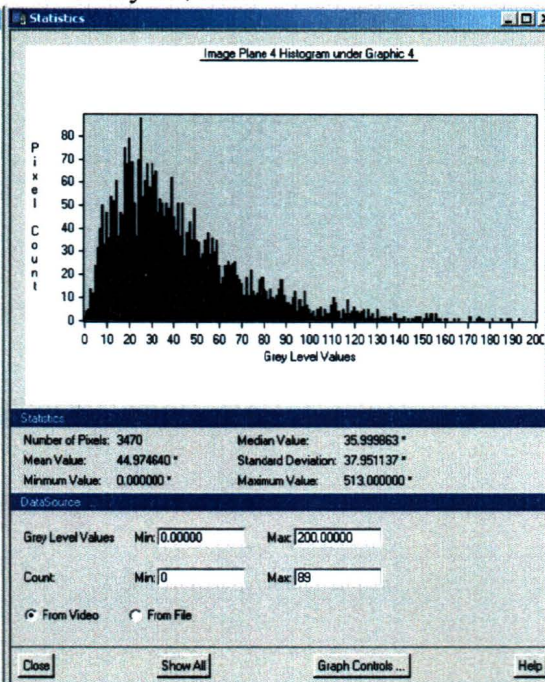 Statistics
Image Plane 4 Histogram under Graphic 4
Pixel Count
80
70
60
50
40
30
20
10
0
0 10 20 30 40 50 60 70 80 90 100 110 120 130 140 150 160 170 180 190 200
Grey Level Values
Statistics
Number of Pixels: 3470 Median Value: 35.999863 *
Mean Value: 44.974640 * Standard Deviation: 37.951137 *
Minimum Value: 0.000000 * Maximum Value: 513.000000 *
DataSource
Grey Level Values Min: 0.00000 Max: 200.00000
Count: Min: 0 Max: 89
From Video From File
Close Show All Graph Controls ... Help